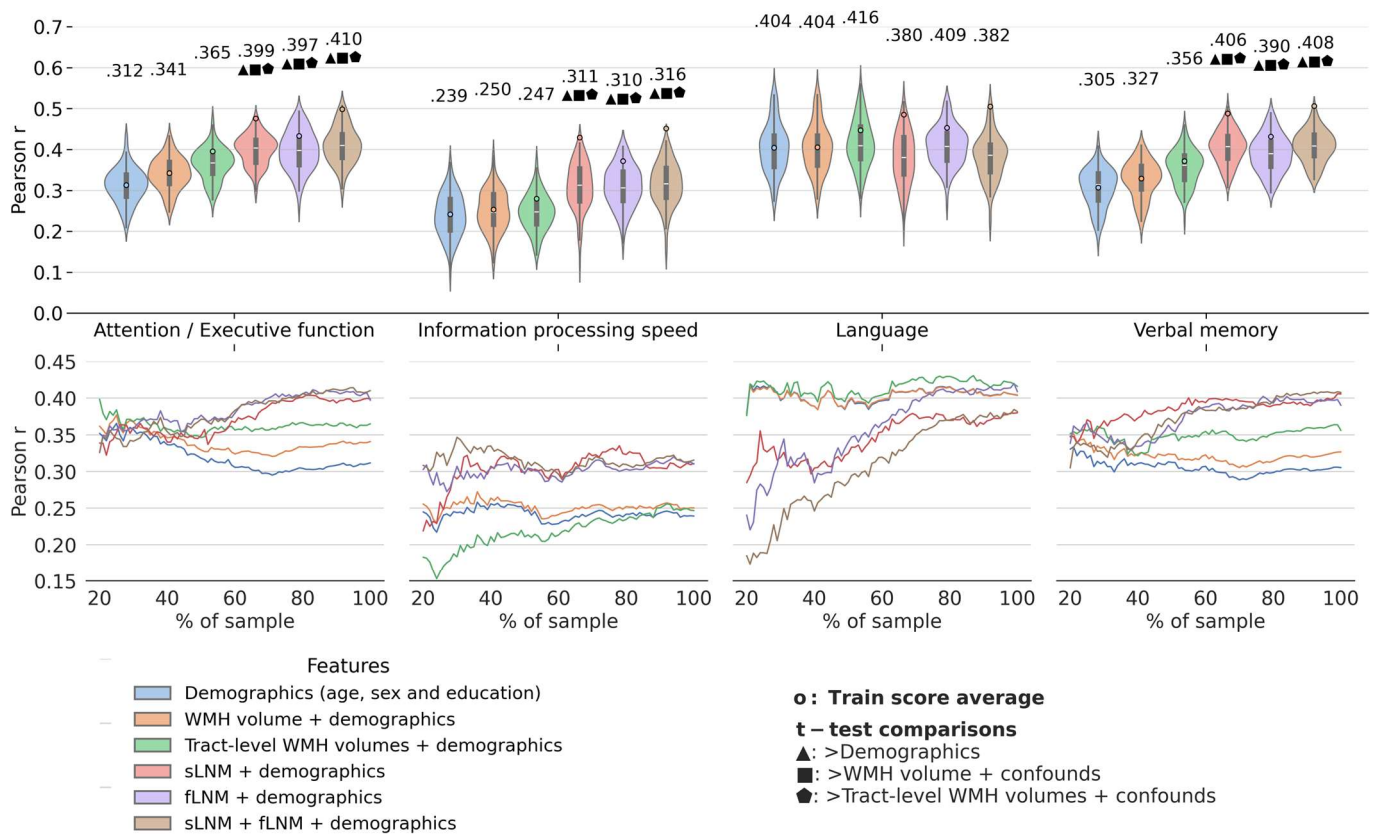 0.7
0.6
0.5
0.4
0.3
0.2
0.1
0.0
Pearson r
.312 .341 .365 .399 .397 .410
▲■⬟ ▲■⬟ ▲■⬟
.239 .250 .247 .311 .310 .316
▲■⬟ ▲■⬟ ▲■⬟
.404 .404 .416 .380 .409 .382
.305 .327 .356 .406 .390 .408
▲■⬟ ▲■⬟ ▲■⬟
Attention / Executive function
Information processing speed
Language
Verbal memory
0.45
0.40
0.35
0.30
0.25
0.20
0.15
Pearson r
20 40 60 80 100
% of sample
20 40 60 80 100
% of sample
20 40 60 80 100
% of sample
20 40 60 80 100
% of sample
Features
Demographics (age, sex and education)
WMH volume + demographics
Tract-level WMH volumes + demographics
sLNM + demographics
fLNM + demographics
sLNM + fLNM + demographics
o : Train score average
t – test comparisons
▲: >Demographics
■: >WMH volume + confounds
⬟: >Tract-level WMH volumes + confounds